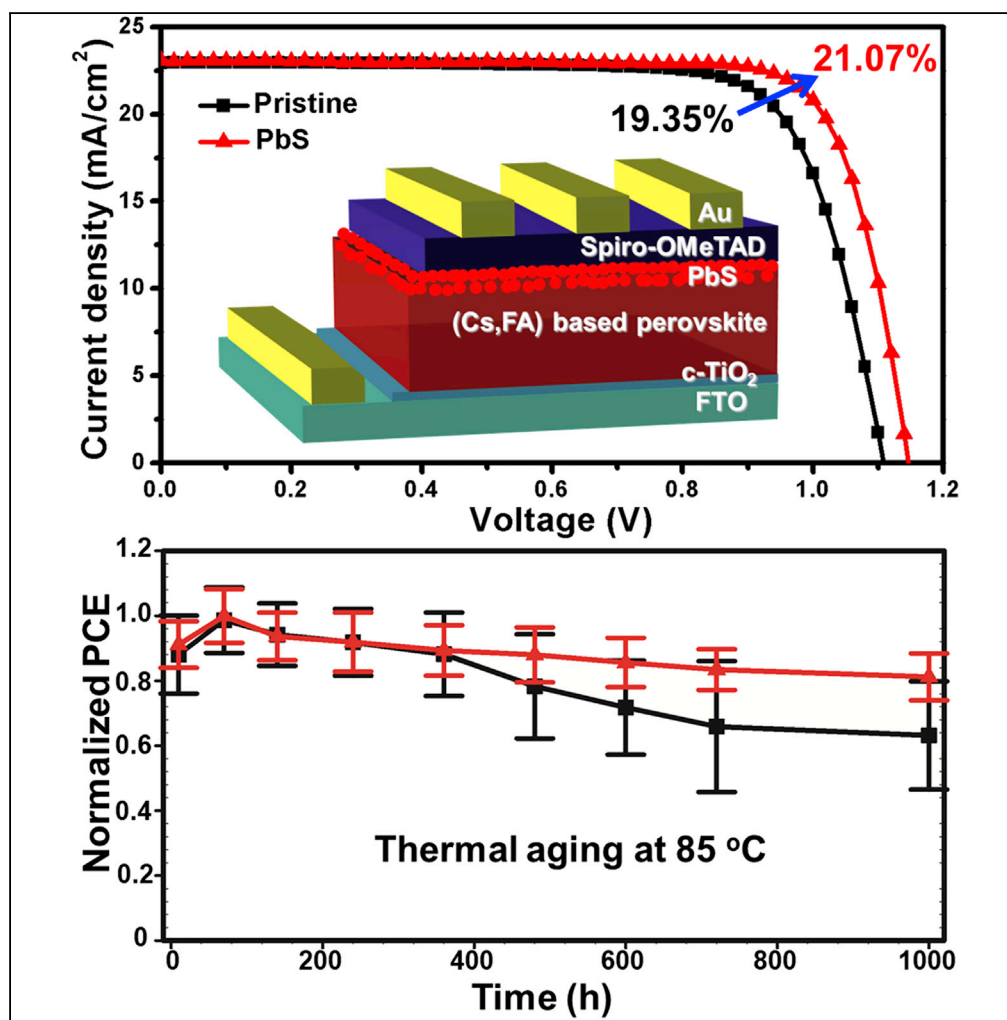 Current density (mA/cm²)
25
20
15
10
5
0
Pristine
PbS
21.07%
19.35%
Au
Spiro-OMeTAD
PbS
(Cs,FA) based perovskite
c-TiO₂
FTO
0.0 0.2 0.4 0.6 0.8 1.0 1.2
Voltage (V)
Normalized PCE
1.2
1.0
0.8
0.6
0.4
0.2
0
Thermal aging at 85 °C
0 200 400 600 800 1000
Time (h)